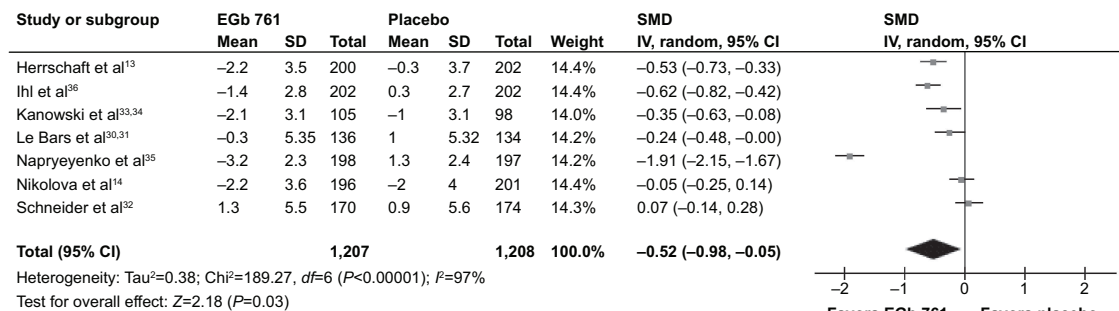 Study or subgroup EGb 761 Placebo SMD SMD
Mean SD Total Mean SD Total Weight IV, random, 95% CI IV, random, 95% CI
Herrschaft et al¹³ –2.2 3.5 200 –0.3 3.7 202 14.4% –0.53 (–0.73, –0.33)
Ihl et al³⁶ –1.4 2.8 202 0.3 2.7 202 14.4% –0.62 (–0.82, –0.42)
Kanowski et al³³,³⁴ –2.1 3.1 105 –1 3.1 98 14.0% –0.35 (–0.63, –0.08)
Le Bars et al³⁰,³¹ –0.3 5.35 136 1 5.32 134 14.2% –0.24 (–0.48, –0.00)
Napryeyenko et al³⁵ –3.2 2.3 198 1.3 2.4 197 14.2% –1.91 (–2.15, –1.67)
Nikolova et al¹⁴ –2.2 3.6 196 –2 4 201 14.4% –0.05 (–0.25, 0.14)
Schneider et al³² 1.3 5.5 170 0.9 5.6 174 14.3% 0.07 (–0.14, 0.28)
Total (95% CI) 1,207 1,208 100.0% –0.52 (–0.98, –0.05)
Heterogeneity: Tau²=0.38; Chi²=189.27, df=6 (P<0.00001); I²=97%
Test for overall effect: Z=2.18 (P=0.03)
–2 –1 0 1 2
Favors EGb 761 Favors placebo